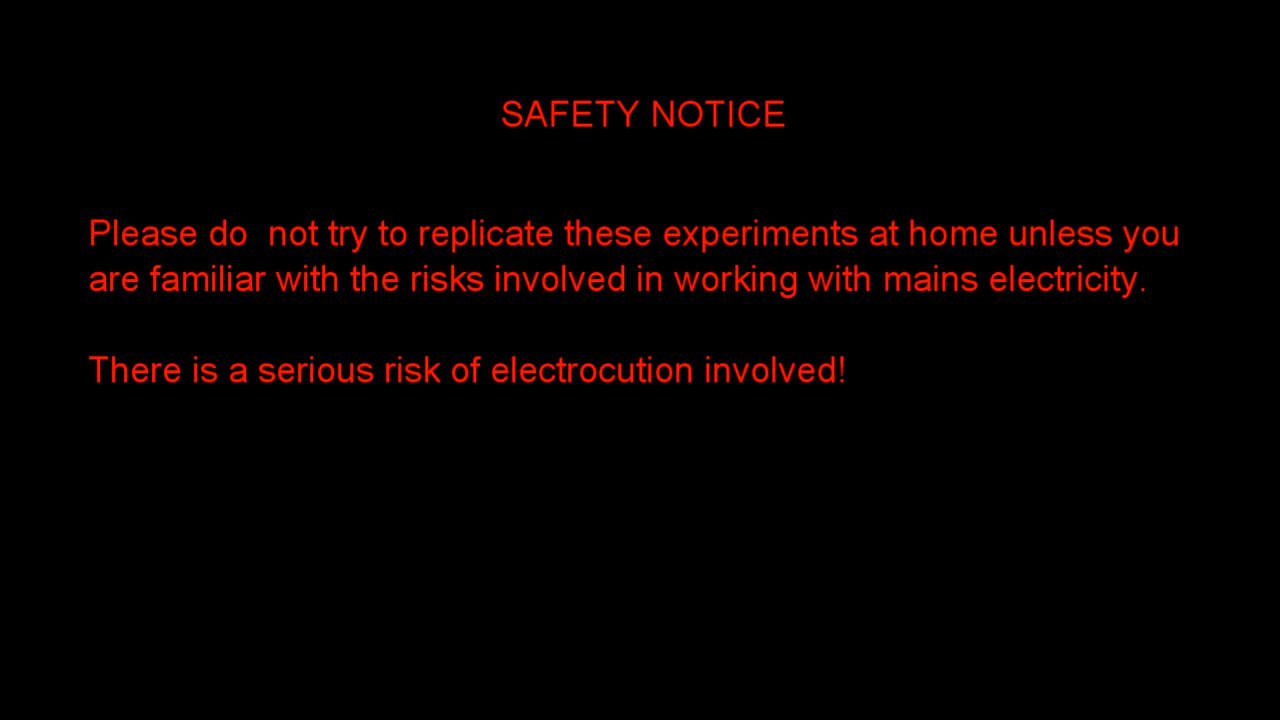 SAFETY NOTICE
Please do  not try to replicate these experiments at home unless you
are familiar with the risks involved in working with mains electricity.
There is a serious risk of electrocution involved!